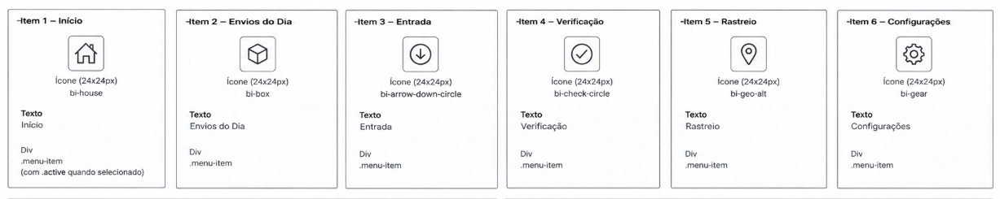 -Item 1 – Início
Ícone (24x24px)
bi-house
Texto
Início
Div
.menu-item
(com .active quando selecionado)
-Item 2 – Envios do Dia
Ícone (24x24px)
bi-box
Texto
Envios do Dia
Div
.menu-item
-Item 3 – Entrada
Ícone (24x24px)
bi-arrow-down-circle
Texto
Entrada
Div
.menu-item
-Item 4 – Verificação
Ícone (24x24px)
bi-check-circle
Texto
Verificação
Div
.menu-item
-Item 5 – Rastreio
Ícone (24x24px)
bi-geo-alt
Texto
Rastreio
Div
.menu-item
-Item 6 – Configurações
Ícone (24x24px)
bi-gear
Texto
Configurações
Div
.menu-item